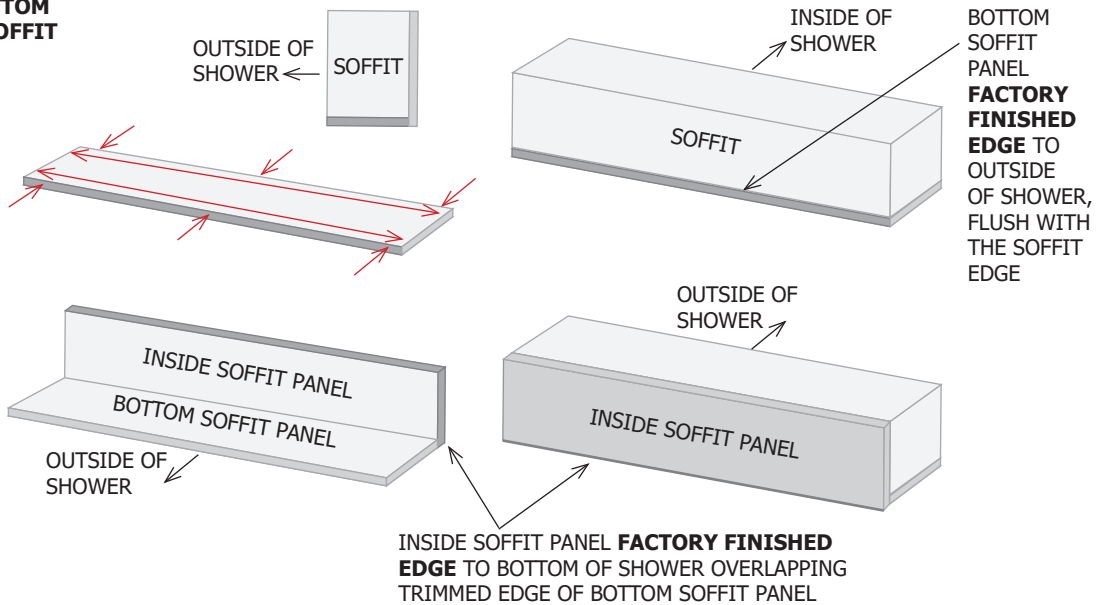 TTOM
OFFIT
OUTSIDE OF
SHOWER
SOFFIT
INSIDE OF
SHOWER
SOFFIT
BOTTOM
SOFFIT
PANEL
FACTORY
FINISHED
EDGE TO
OUTSIDE
OF SHOWER,
FLUSH WITH
THE SOFFIT
EDGE
INSIDE SOFFIT PANEL
BOTTOM SOFFIT PANEL
OUTSIDE OF
SHOWER
OUTSIDE OF
SHOWER
INSIDE SOFFIT PANEL
INSIDE SOFFIT PANEL FACTORY FINISHED
EDGE TO BOTTOM OF SHOWER OVERLAPPING
TRIMMED EDGE OF BOTTOM SOFFIT PANEL